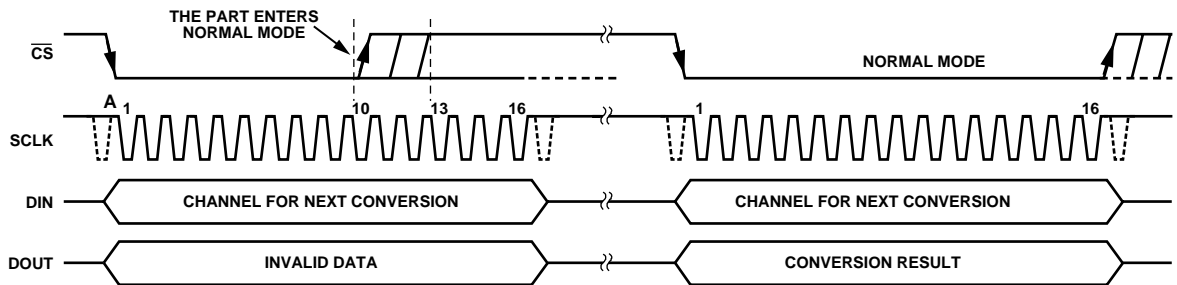 THE PART ENTERS
NORMAL MODE
CS
NORMAL MODE
A
1
10
13
16
1
16
SCLK
DIN
CHANNEL FOR NEXT CONVERSION
CHANNEL FOR NEXT CONVERSION
DOUT
INVALID DATA
CONVERSION RESULT